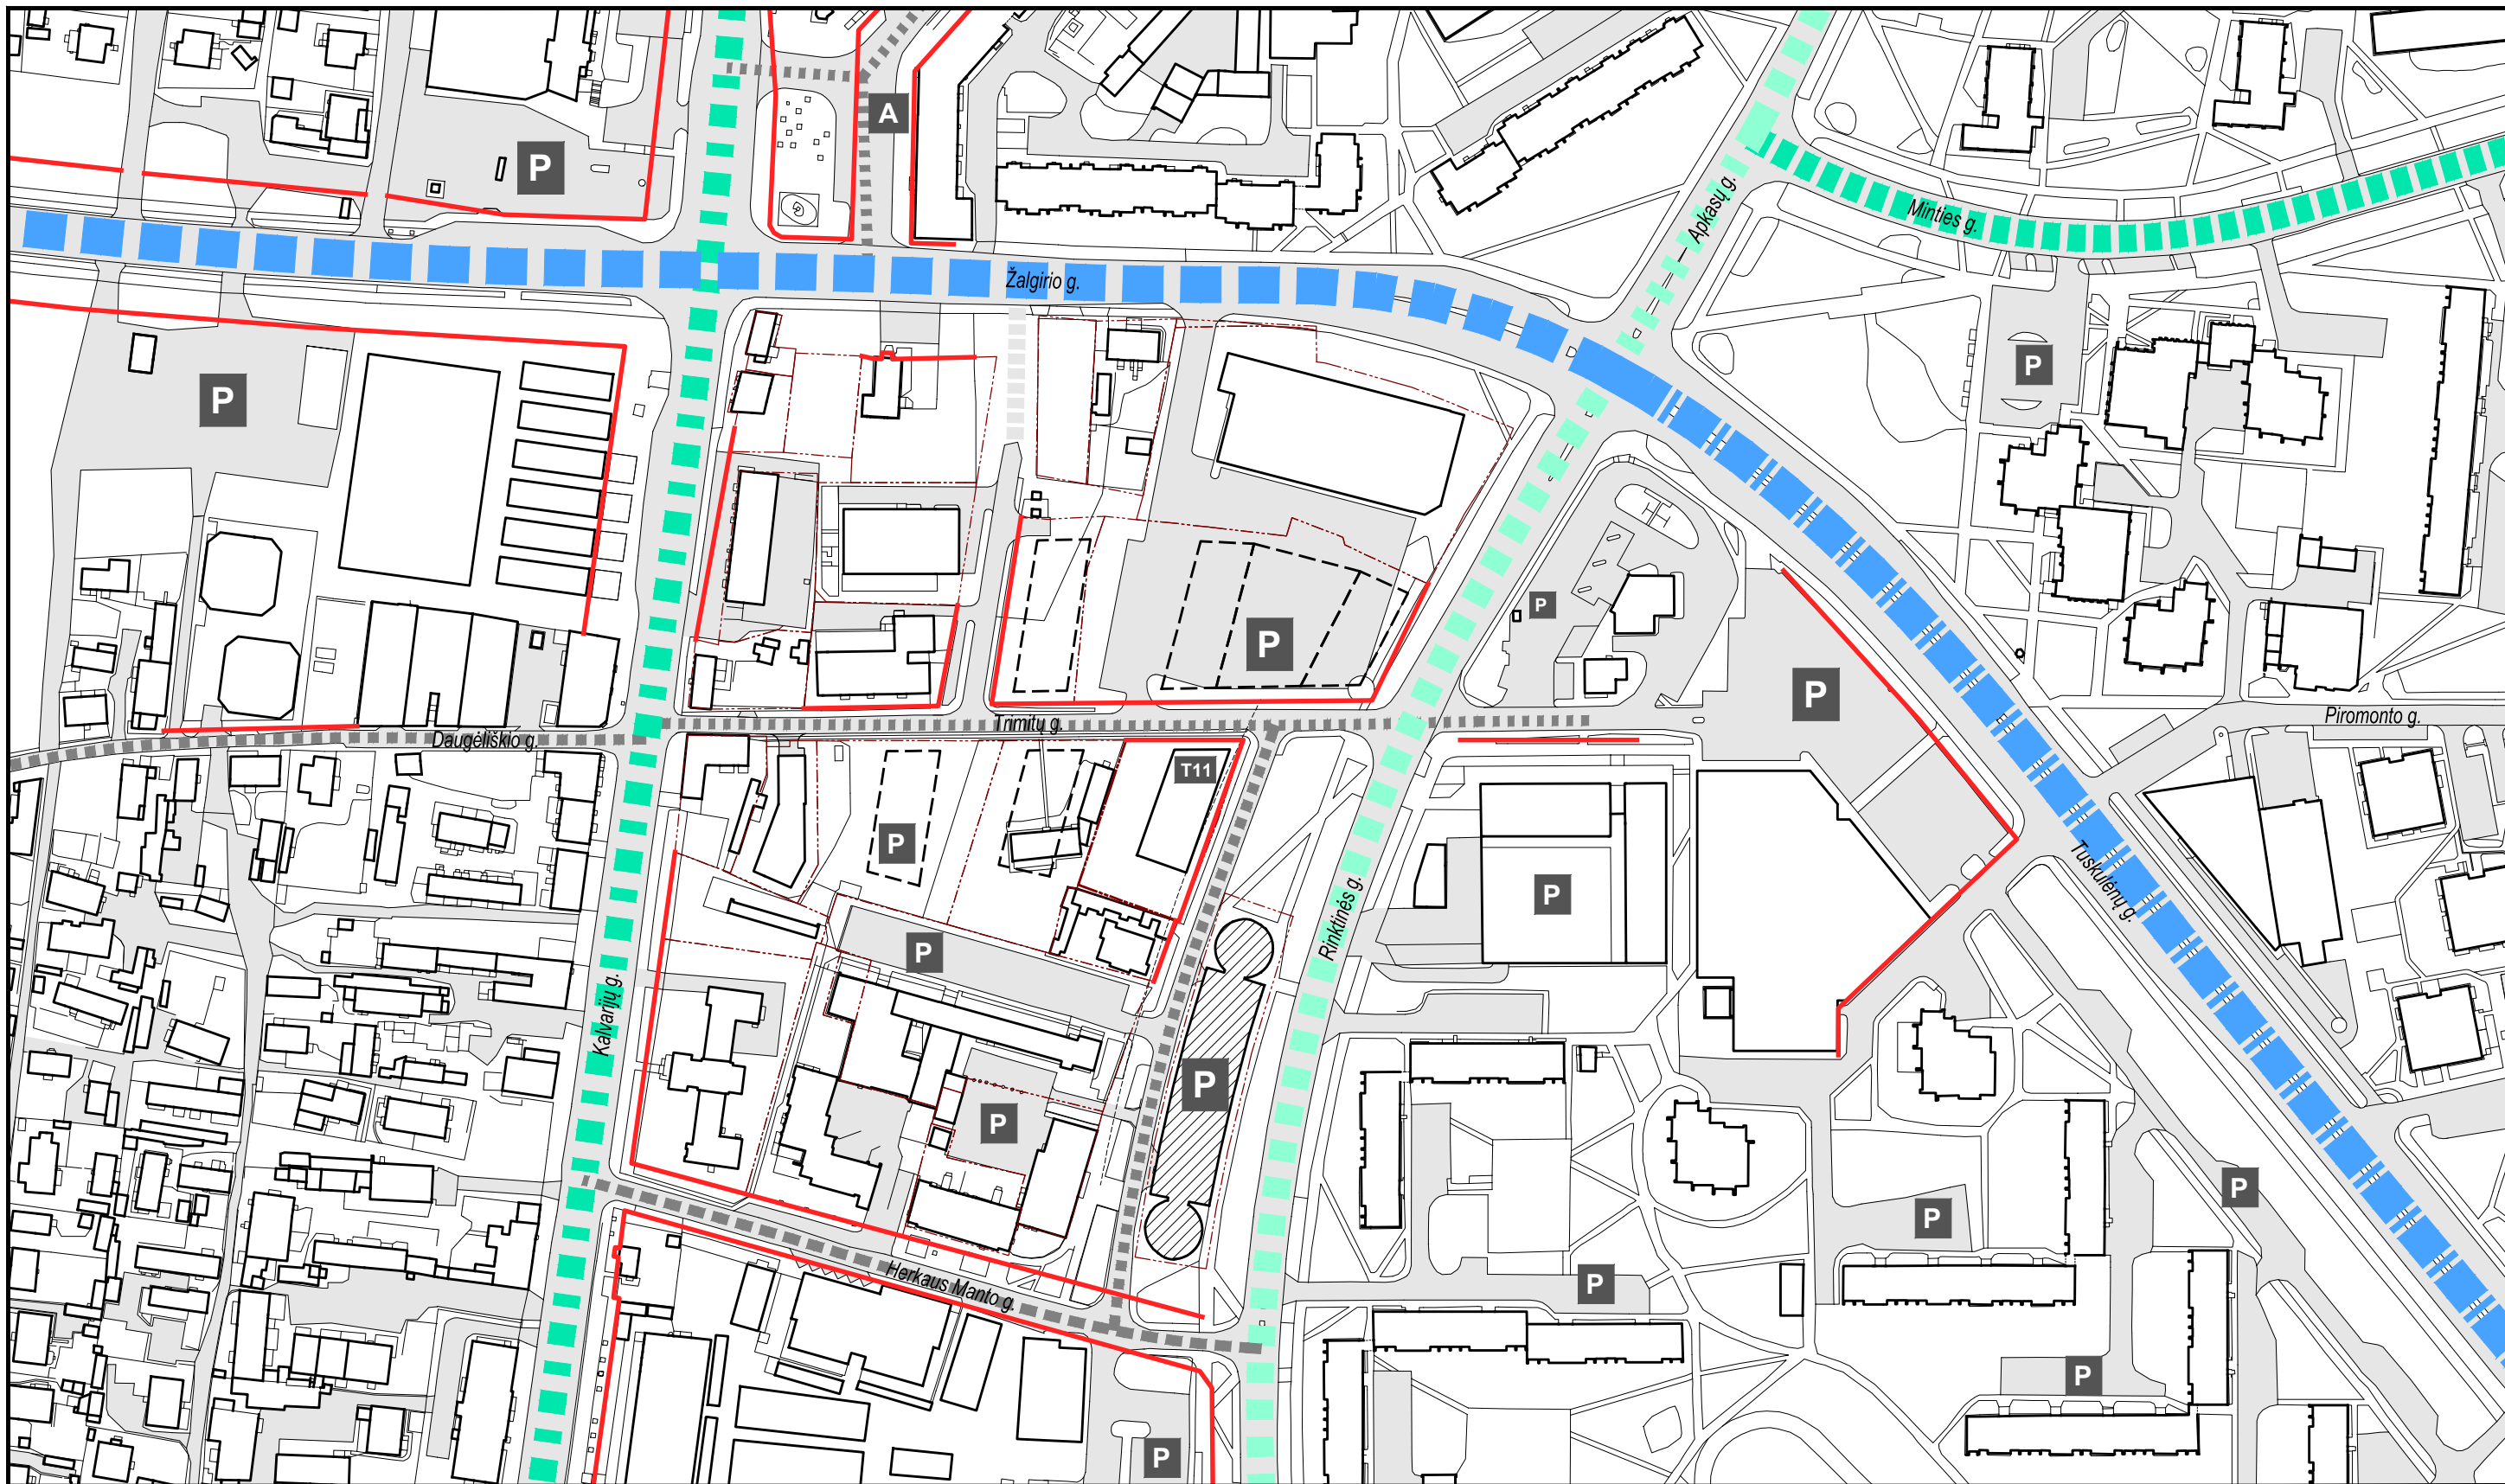 A
P
Apkasų g.
Minties g.
Žalgirio g.
P
P
P
P
P
P
Piromonto g.
Trimitų g.
Daugėliškio g.
T11
P
Tuskulėnų g.
P
Rinktinės g.
P
Kalvarijų g.
P
P
P
P
P
Herkaus Manto g.
P
P